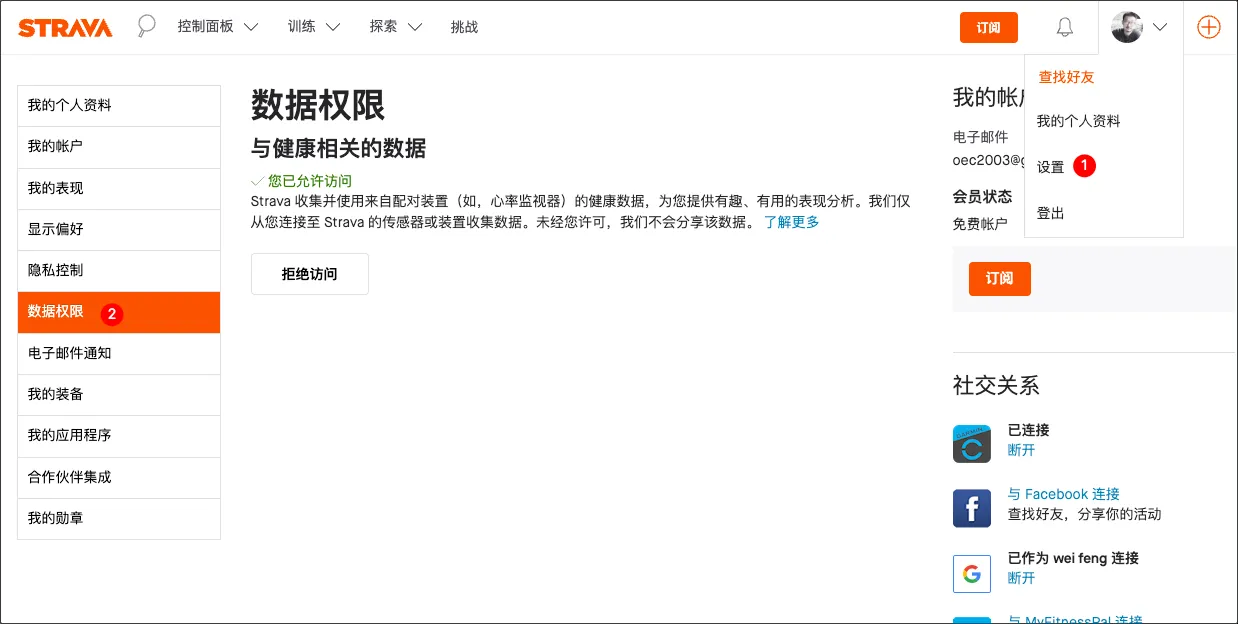 STRAVA
控制面板
训练
探索
挑战
订阅
查找好友
我的个人资料
设置 1
登出
我的个人资料
我的帐户
我的表现
显示偏好
隐私控制
数据权限 2
电子邮件通知
我的装备
我的应用程序
合作伙伴集成
我的勋章
数据权限
与健康相关的数据
您已允许访问
Strava 收集并使用来自配对装置（如，心率监视器）的健康数据，为您提供有趣、有用的表现分析。我们仅
从您连接至 Strava 的传感器或装置收集数据。未经您许可，我们不会分享该数据。 了解更多
拒绝访问
我的帐户
电子邮件
oec2003@g
会员状态
免费帐户
订阅
社交关系
GARMIN
已连接
断开
与 Facebook 连接
查找好友，分享你的活动
已作为 wei feng 连接
断开
与 MyFitnessPal 连接